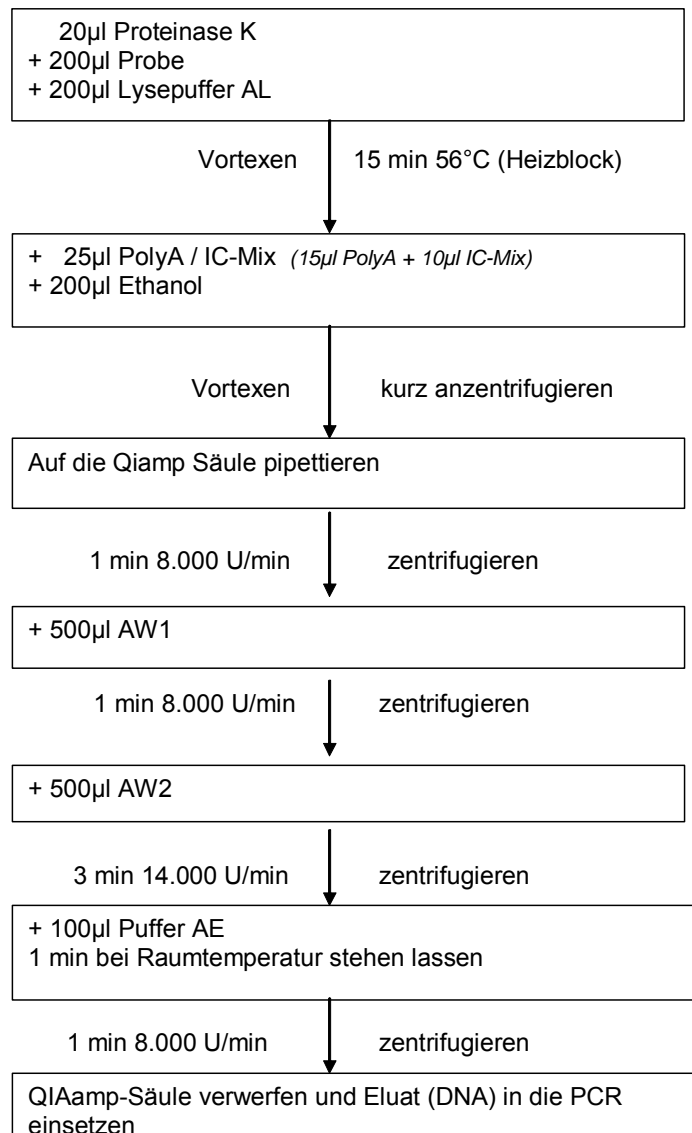 20µl Proteinase K
+ 200µl Probe
+ 200µl Lysepuffer AL
Vortexen 15 min 56°C (Heizblock)
+ 25µl PolyA / IC-Mix (15µl PolyA + 10µl IC-Mix)
+ 200µl Ethanol
Vortexen kurz anzentrifugieren
Auf die Qiamp Säule pipettieren
1 min 8.000 U/min zentrifugieren
+ 500µl AW1
1 min 8.000 U/min zentrifugieren
+ 500µl AW2
3 min 14.000 U/min zentrifugieren
+ 100µl Puffer AE
1 min bei Raumtemperatur stehen lassen
1 min 8.000 U/min zentrifugieren
QIAamp-Säule verwerfen und Eluat (DNA) in die PCR
einsetzen